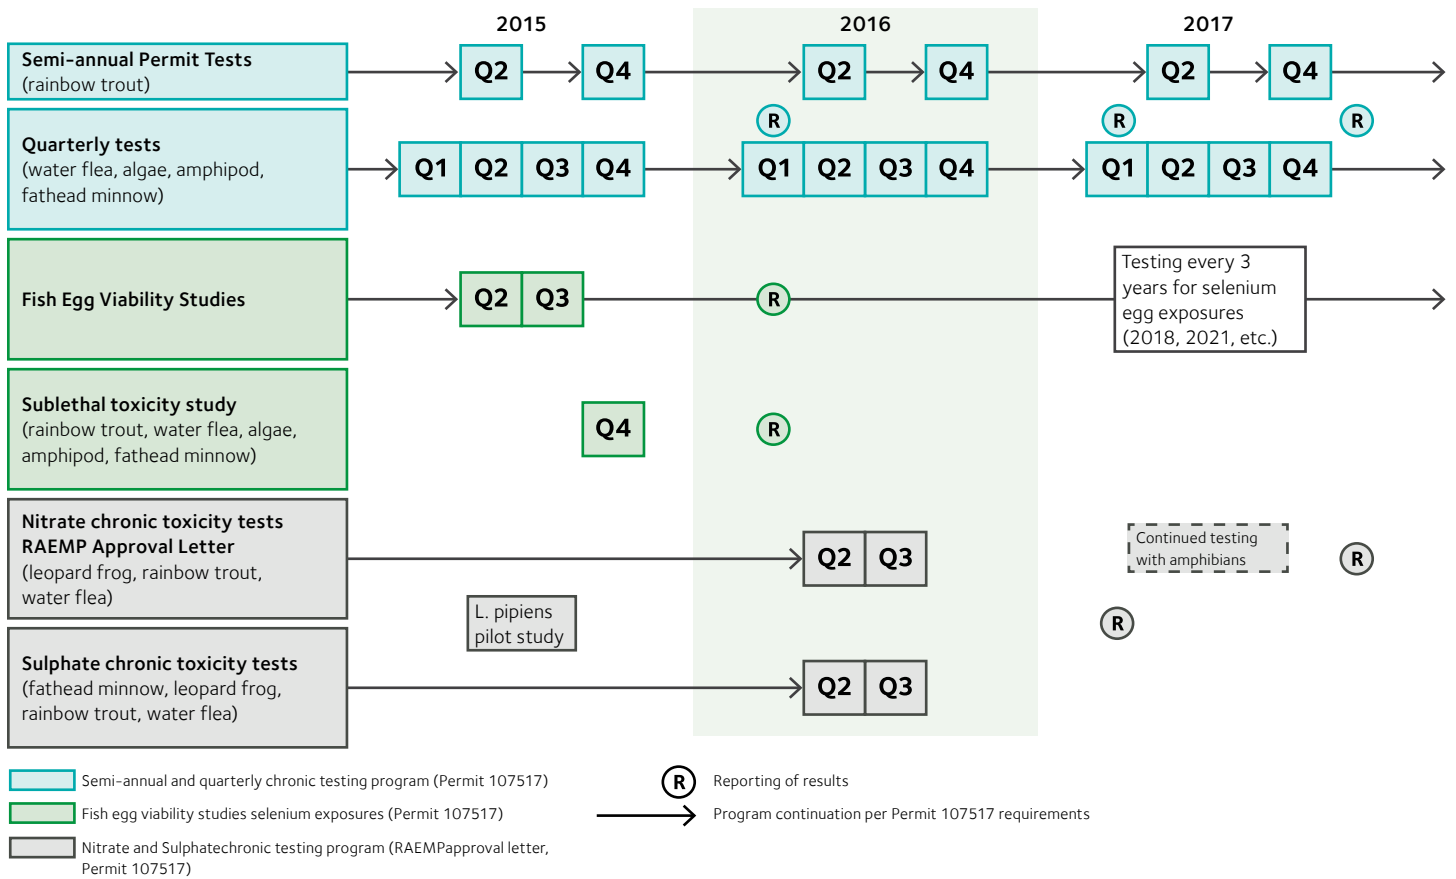 2015
2016
2017
Semi-annual Permit Tests
(rainbow trout)
Q2
Q4
Q2
Q4
Q2
Q4
R
R
R
Quarterly tests
(water flea, algae, amphipod,
fathead minnow)
Q1
Q2
Q3
Q4
Q1
Q2
Q3
Q4
Q1
Q2
Q3
Q4
Fish Egg Viability Studies
Q2
Q3
R
Testing every 3
years for selenium
egg exposures
(2018, 2021, etc.)
Sublethal toxicity study
(rainbow trout, water flea, algae,
amphipod, fathead minnow)
Q4
R
Nitrate chronic toxicity tests
RAEMP Approval Letter
(leopard frog, rainbow trout,
water flea)
Q2
Q3
Continued testing
with amphibians
R
L. pipiens
pilot study
R
Sulphate chronic toxicity tests
(fathead minnow, leopard frog,
rainbow trout, water flea)
Q2
Q3
Semi-annual and quarterly chronic testing program (Permit 107517)
R
Reporting of results
Fish egg viability studies selenium exposures (Permit 107517)
Program continuation per Permit 107517 requirements
Nitrate and Sulphatechronic testing program (RAEMPapproval letter,
Permit 107517)